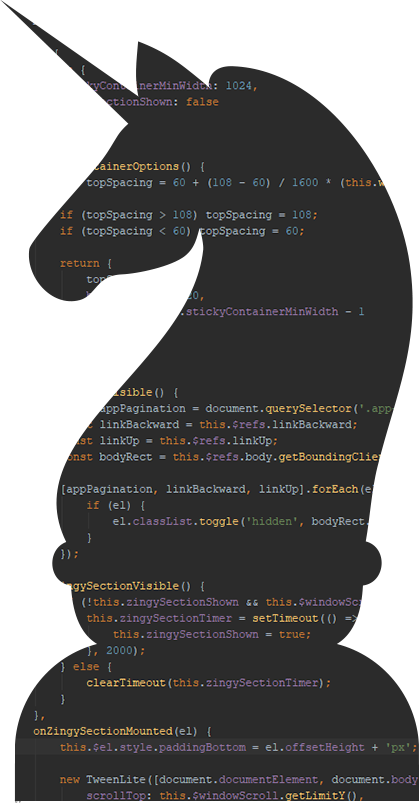 {
{
kyContainerMinWidth: 1024,
ectionShown: false
tainerOptions() {
topSpacing = 60 + (108 - 60) / 1600 * (this.w
if (topSpacing > 108) topSpacing = 108;
if (topSpacing < 60) topSpacing = 60;
return {
top
20,
.stickyContainerMinWidth - 1
isible() {
appPagination = document.querySelector('.app
t linkBackward = this.$refs.linkBackward;
nst linkUp = this.$refs.linkUp;
onst bodyRect = this.$refs.body.getBoundingClie
[appPagination, linkBackward, linkUp].forEach(e
if (el) {
el.classList.toggle('hidden', bodyRect.
}
});
ngySectionVisible() {
(!this.zingySectionShown && this.$windowSc
this.zingySectionTimer = setTimeout(() =>
this.zingySectionShown = true;
}, 2000);
} else {
clearTimeout(this.zingySectionTimer);
}
},
onZingySectionMounted(el) {
this.$el.style.paddingBottom = el.offsetHeight + 'px';
new TweenLite([document.documentElement, document.body
scrollTop: this.$windowScroll.getLimitY(),